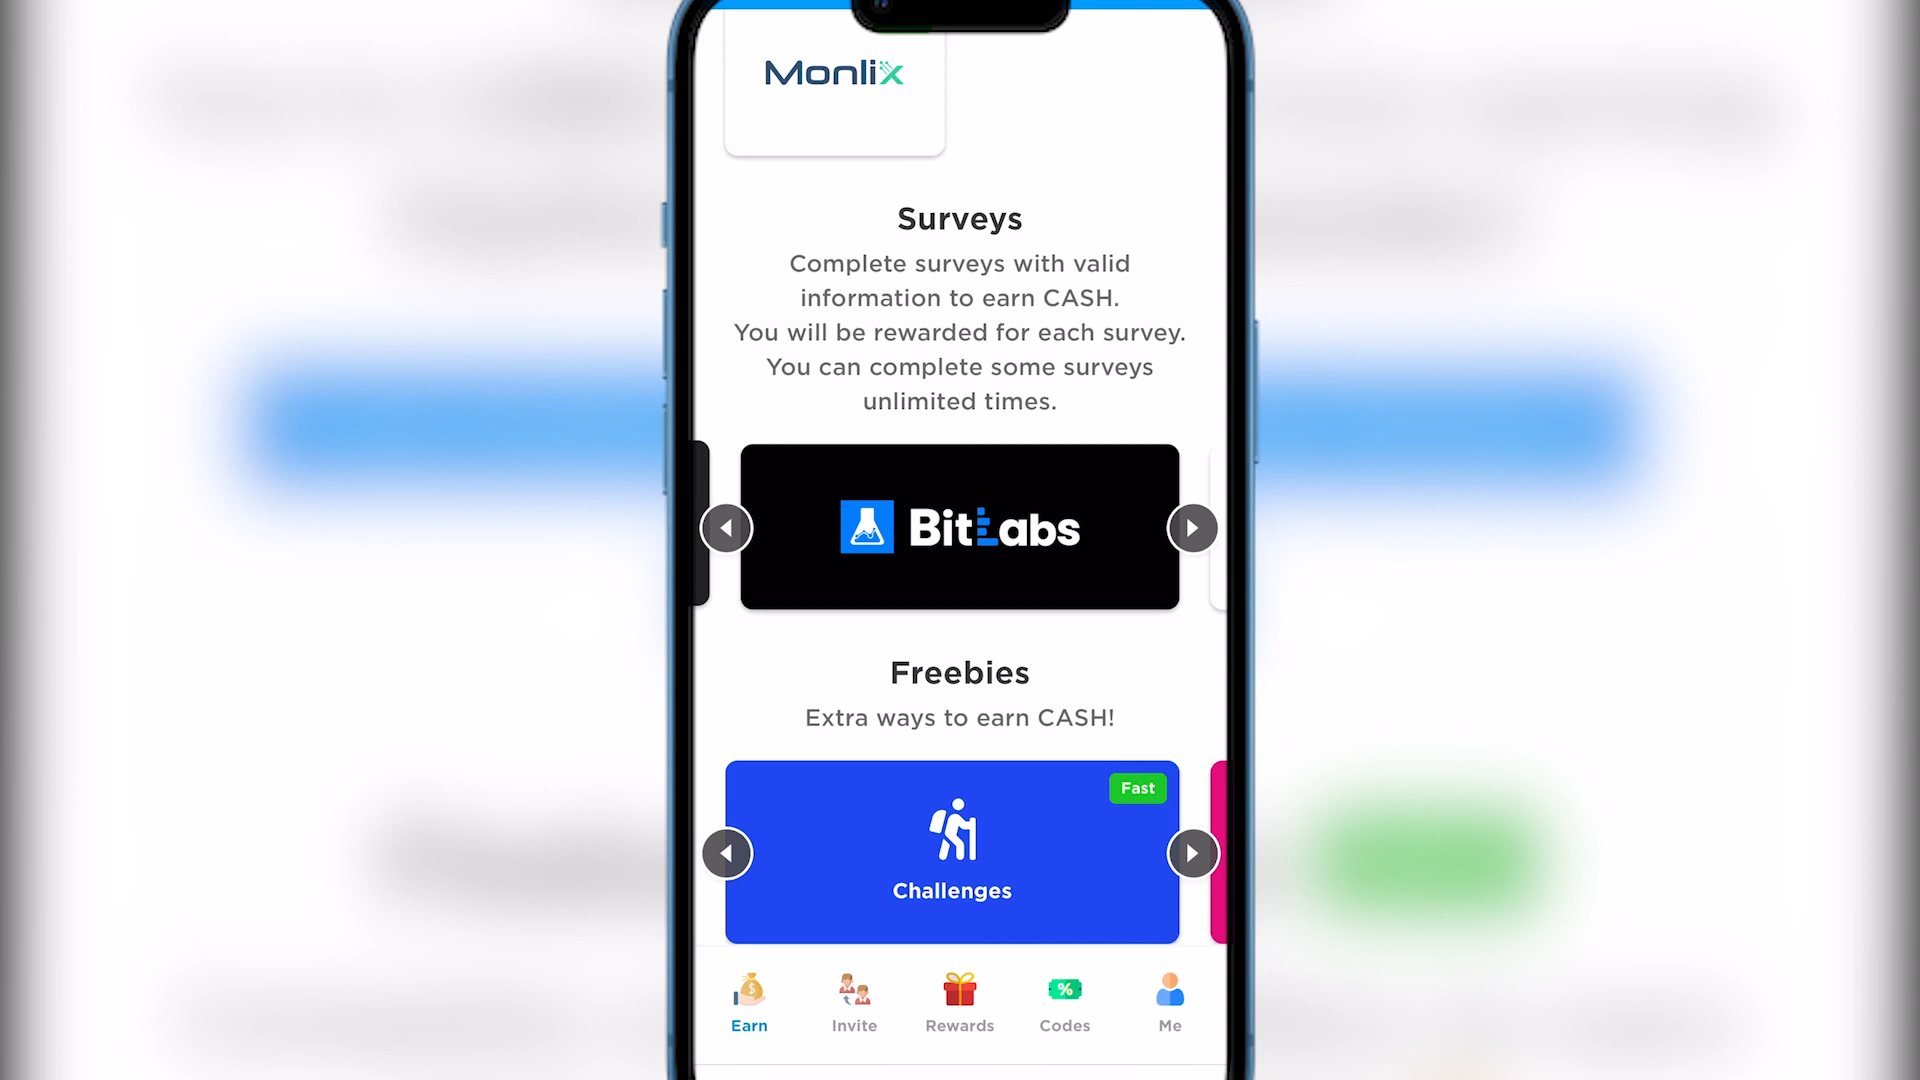 Monlix
Surveys
Complete surveys with valid
information to earn CASH.
You will be rewarded for each survey.
You can complete some surveys
unlimited times.
BitLabs
Freebies
Extra ways to earn CASH!
Fast
Challenges
Earn
Invite
Rewards
Codes
Me